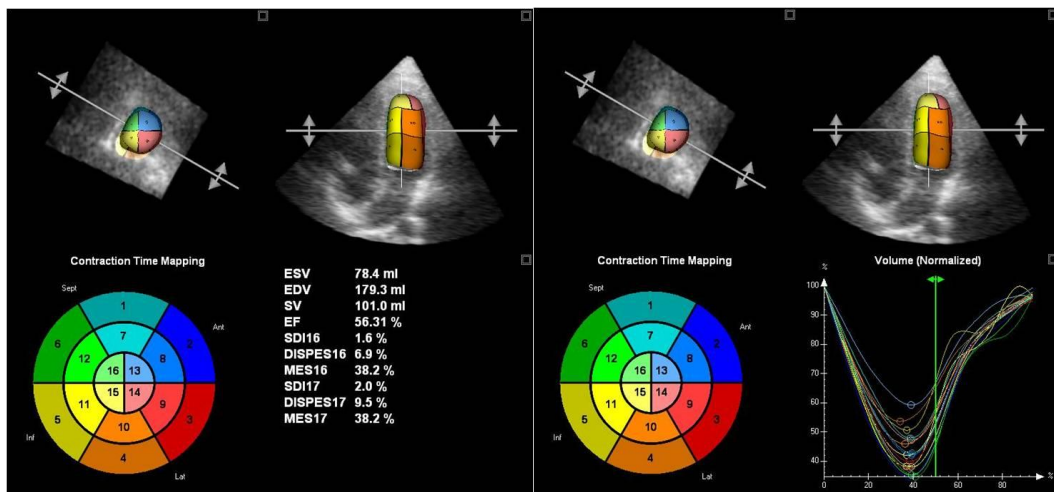 Contraction Time Mapping
Sept
Ant
Inf
Lat
1
2
3
4
5
6
7
8
9
10
11
12
13
14
15
16
ESV 78.4 ml
EDV 179.3 ml
SV 101.0 ml
EF 56.31 %
SDI16 1.6 %
DISPES16 6.9 %
MES16 38.2 %
SDI17 2.0 %
DISPES17 9.5 %
MES17 38.2 %
Contraction Time Mapping
Sept
Ant
Inf
Lat
1
2
3
4
5
6
7
8
9
10
11
12
13
14
15
16
Volume (Normalized)
%
100
90
80
70
60
50
40
0
20
40
60
80
%